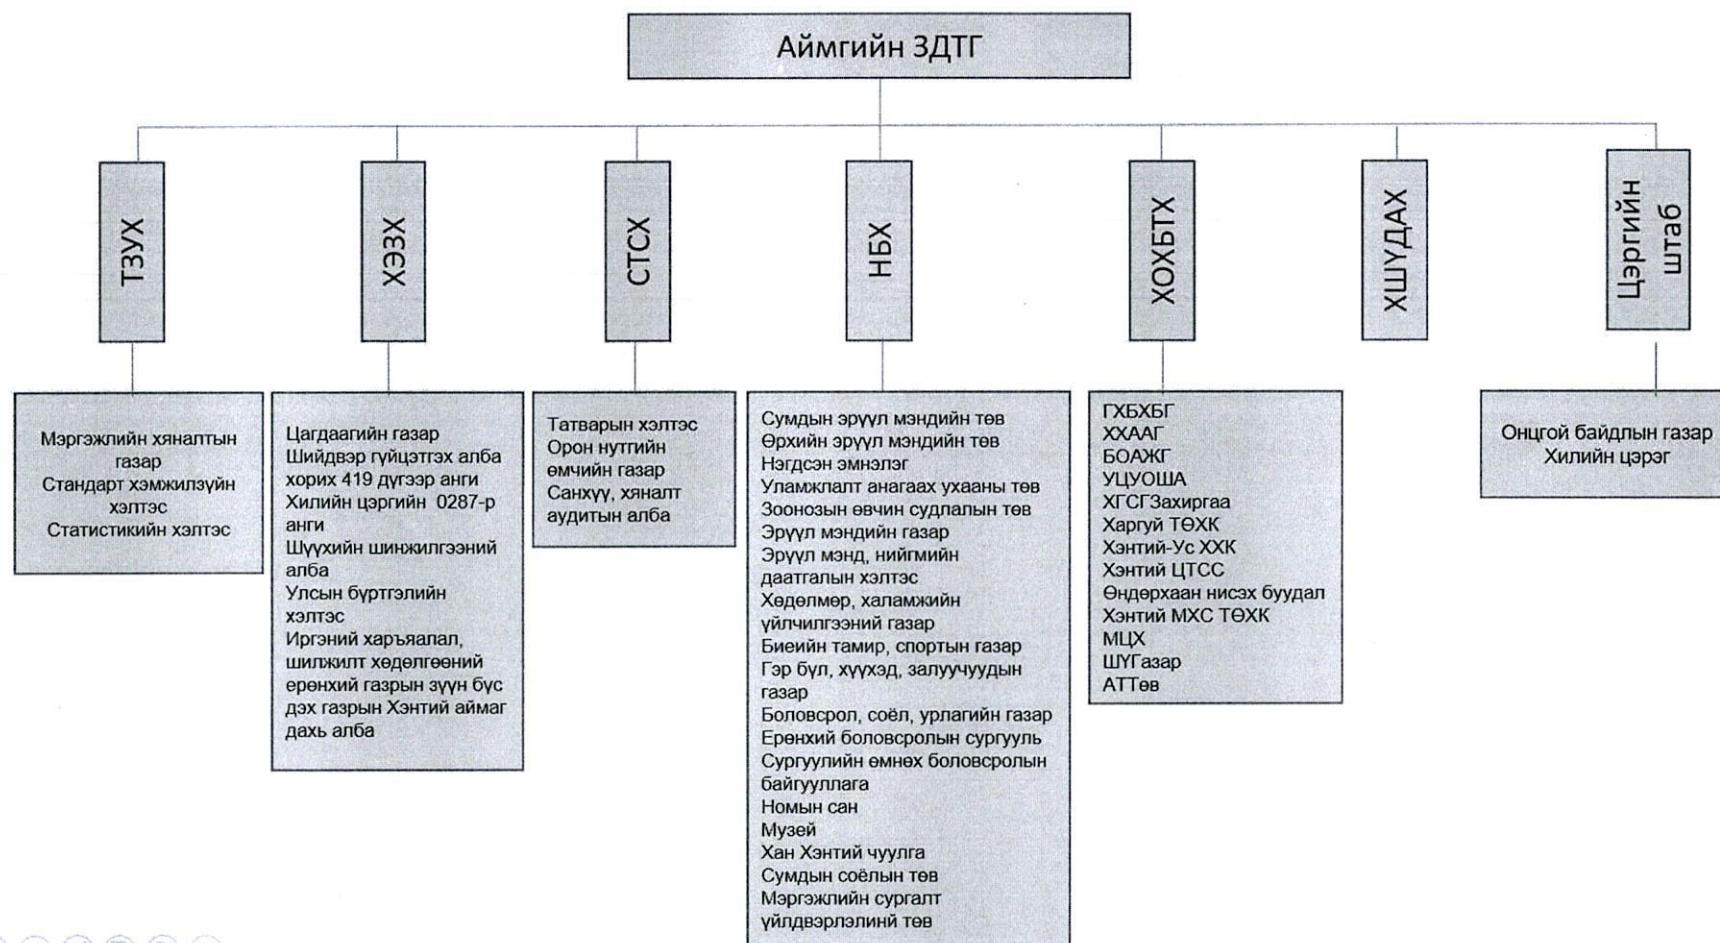 Аймгийн ЗДТГ
ТЗУХ
ХЭЗХ
СТСХ
НБХ
ХОХБТХ
ХШҮДАХ
Цэргийн
штаб
Мэргэжлийн хяналтын
газар
Стандарт хэмжилзүйн
хэлтэс
Статистикийн хэлтэс
Цагдаагийн газар
Шийдвэр гүйцэтгэх алба
хорих 419 дүгээр анги
Хилийн цэргийн 0287-р
анги
Шүүхийн шинжилгээний
алба
Улсын бүртгэлийн
хэлтэс
Иргэний харъяалал,
шилжилт хөдөлгөөний
ерөнхий газрын зүүн бүс
дэх газрын Хэнтий аймаг
дахь алба
Татварын хэлтэс
Орон нутгийн
өмчийн газар
Санхүү, хяналт
аудитын алба
Сумдын эрүүл мэндийн төв
Өрхийн эрүүл мэндийн төв
Нэгдсэн эмнэлэг
Уламжлалт анагаах ухааны төв
Зоонозын өвчин судлалын төв
Эрүүл мэндийн газар
Эрүүл мэнд, нийгмийн
даатгалын хэлтэс
Хөдөлмөр, халамжийн
үйлчилгээний газар
Биеийн тамир, спортын газар
Гэр бүл, хүүхэд, залуучуудын
газар
Боловсрол, соёл, урлагийн газар
Ерөнхий боловсролын сургууль
Сургуулийн өмнөх боловсролын
байгууллага
Номын сан
Музей
Хан Хэнтий чуулга
Сумдын соёлын төв
Мэргэжлийн сургалт
үйлдвэрлэлинй төв
ГХБХБГ
ХХААГ
БОАЖГ
УЦУОША
ХГСГЗахиргаа
Харгуй ТӨХК
Хэнтий-Ус ХХК
Хэнтий ЦТСС
Өндөрхаан нисэх буудал
Хэнтий МХС ТӨХК
МЦХ
ШҮГазар
АТТөв
Онцгой байдлын газар
Хилийн цэрэг